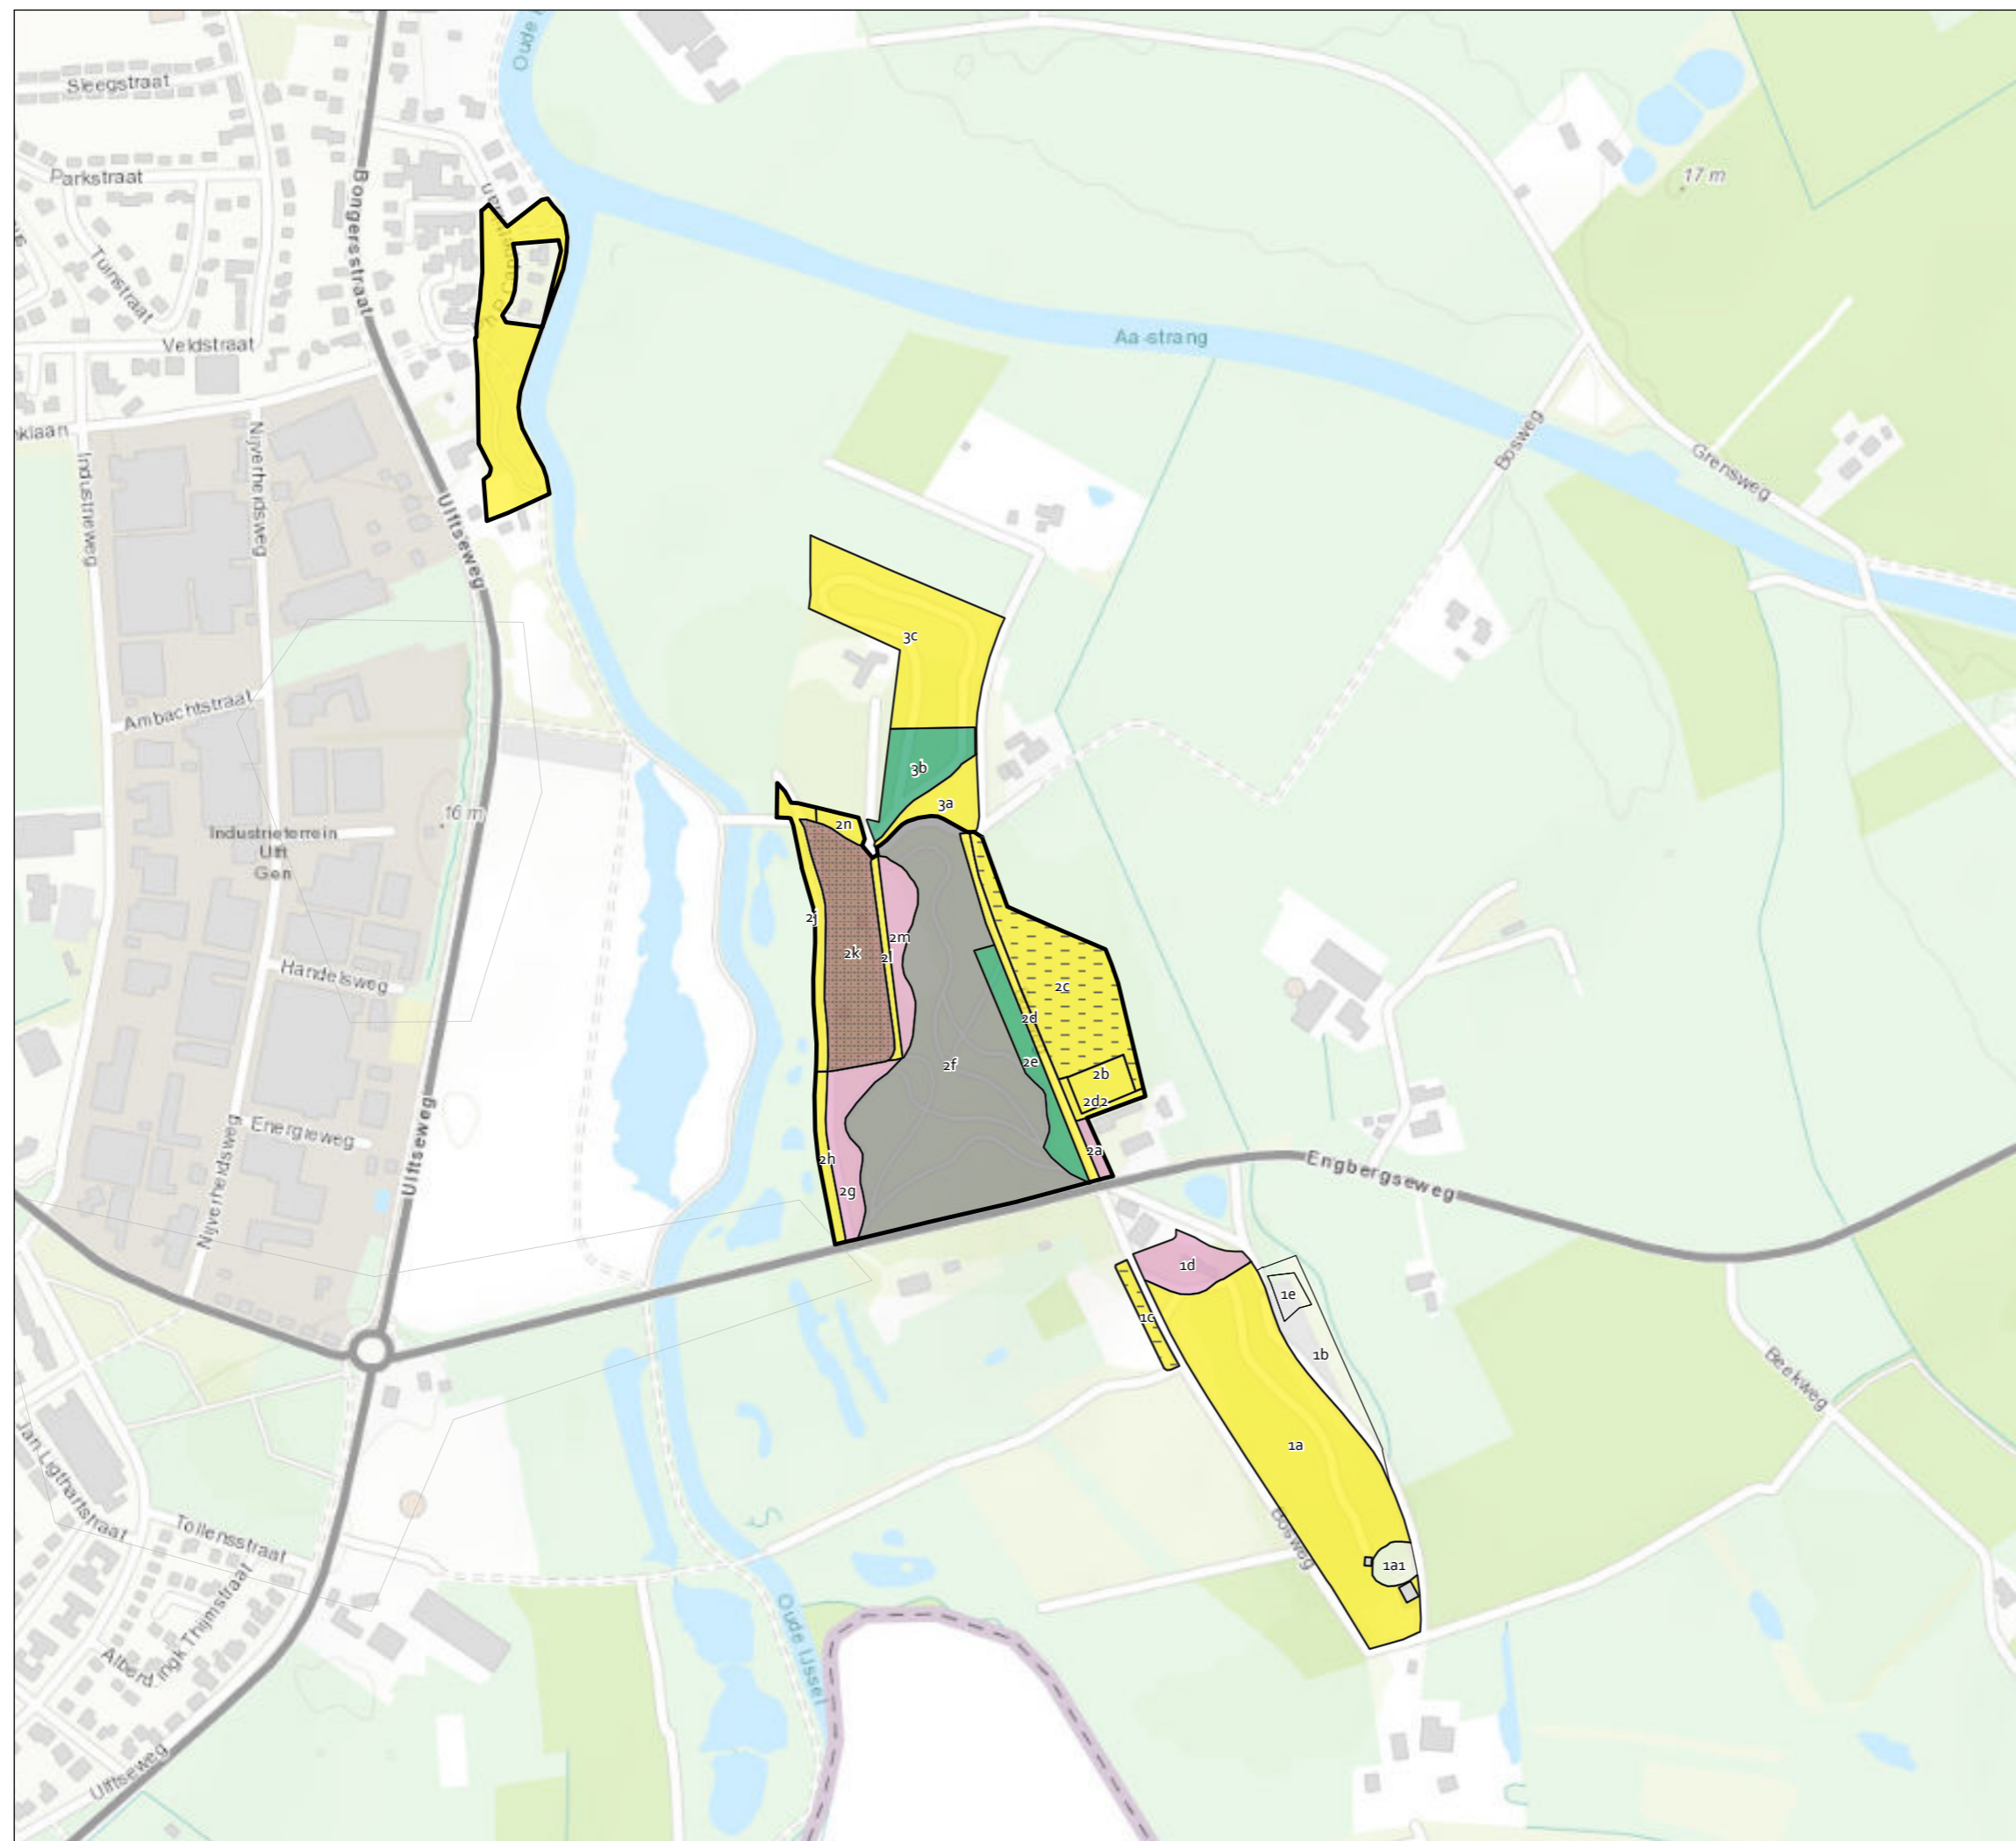 Sleegstraat
Parkstraat
Bongersstraat
Tuinstraat
Veldstraat
nklaan
Nijverheidsweg
Industrieweg
Ulftseweg
Aa-strang
17 m
Bosweg
Grensweg
3c
Ambachtstraat
3b
3a
16 m
2n
Industrieterrein
Ulft
Gen
2j
2m
2k
2l
Handelsweg
2c
2d
2e
2f
2b
2d2
Energieweg
Nijverheidsweg
Ulftseweg
2h
2a
2g
Engbergseweg
1d
1e
1c
1b
Beekweg
1a
Jan Ligthartstraat
Tollensstraat
Bosweg
1a1
Alberdingk Thijmstraat
Oude IJssel
Ulftseweg